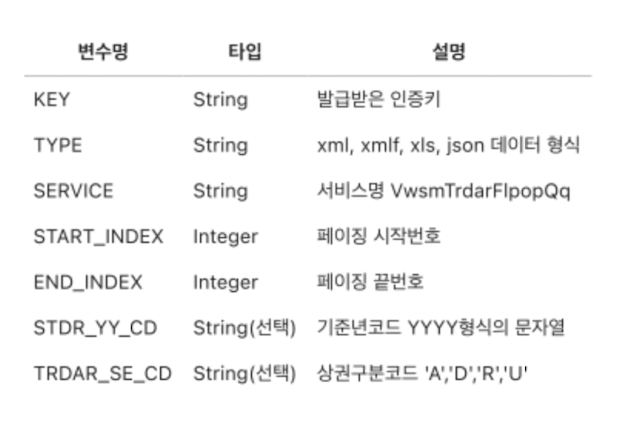 변수명 타입 설명
KEY String 발급받은 인증키
TYPE String xml, xmlf, xls, json 데이터 형식
SERVICE String 서비스명 VwsmTrdarFlpopQq
START_INDEX Integer 페이징 시작번호
END_INDEX Integer 페이징 끝번호
STDR_YY_CD String(선택) 기준년코드 YYYY형식의 문자열
TRDAR_SE_CD String(선택) 상권구분코드 'A','D','R','U'